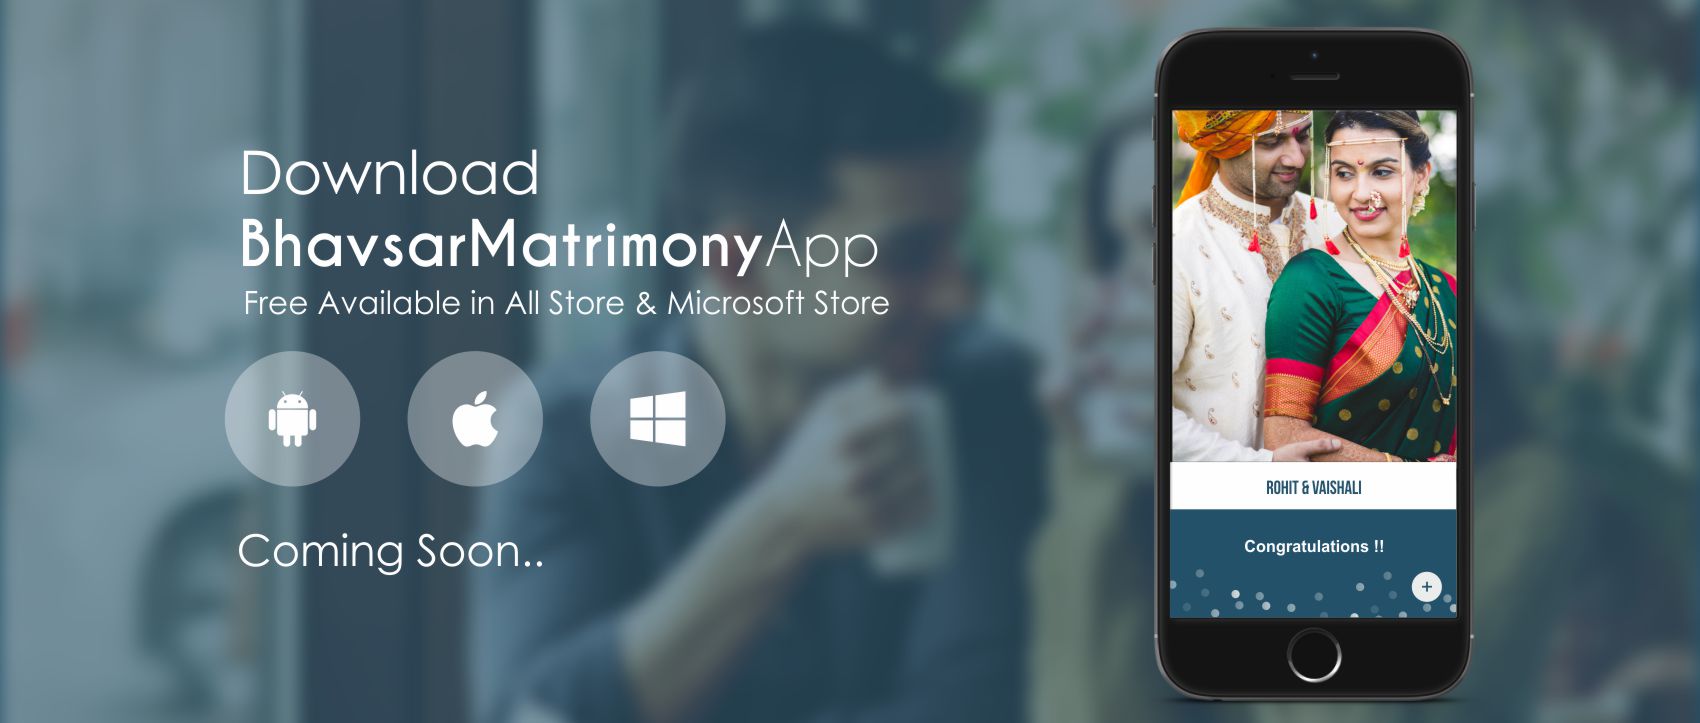 Download
BhavsarMatrimonyApp
Free Available in All Store & Microsoft Store
Coming Soon..
ROHIT & VAISHALI
Congratulations !!
+